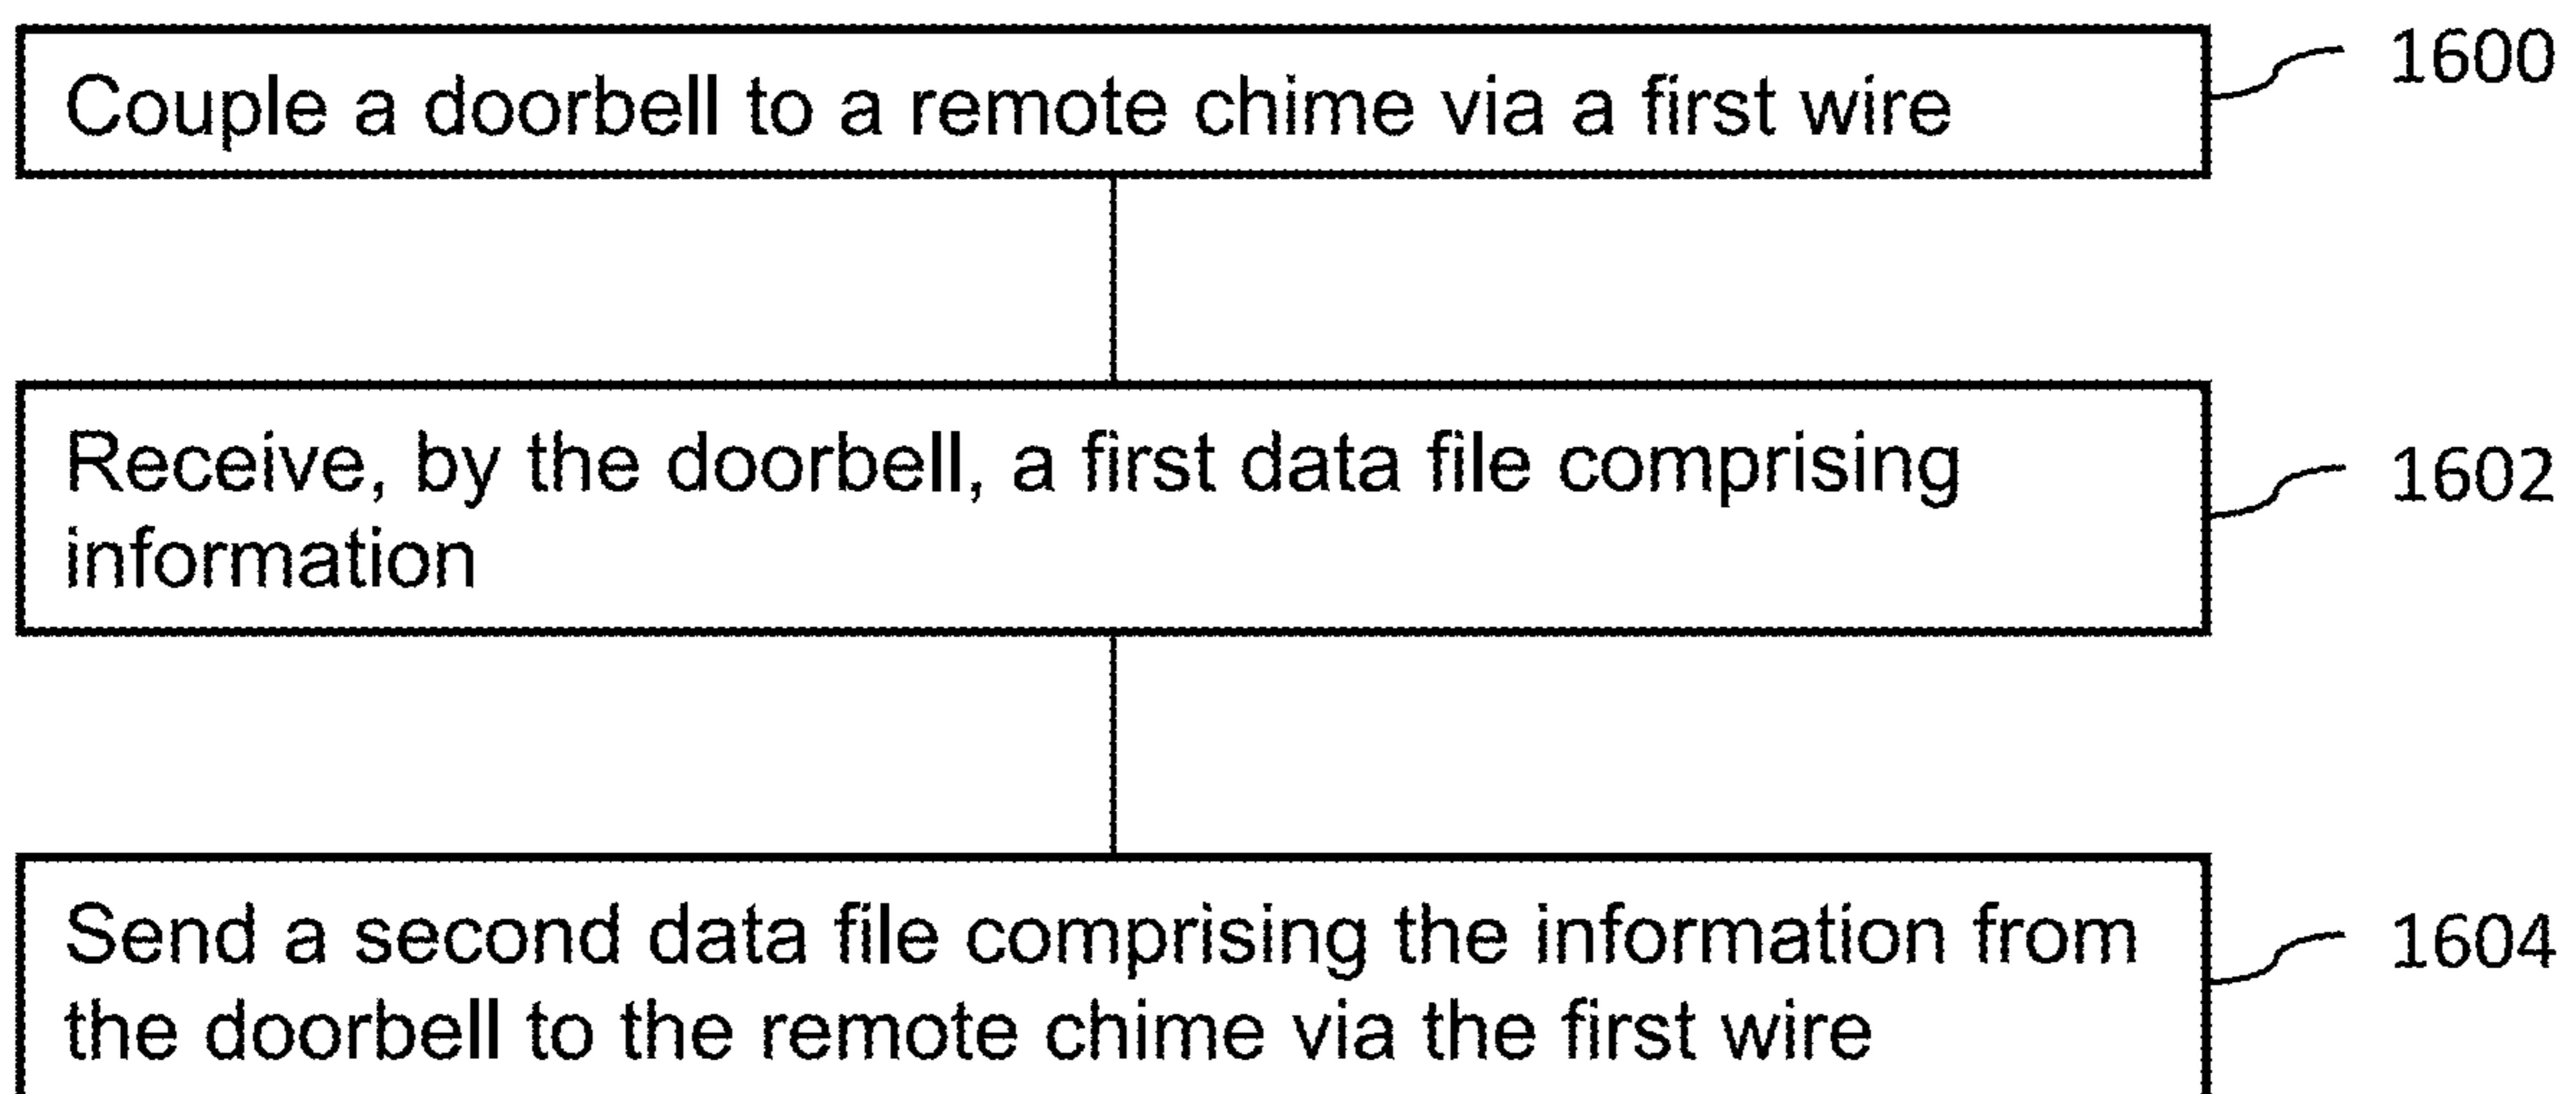 Couple a doorbell to a remote chime via a first wire
1600
Receive, by the doorbell, a first data file comprising
information
1602
Send a second data file comprising the information from
the doorbell to the remote chime via the first wire
1604